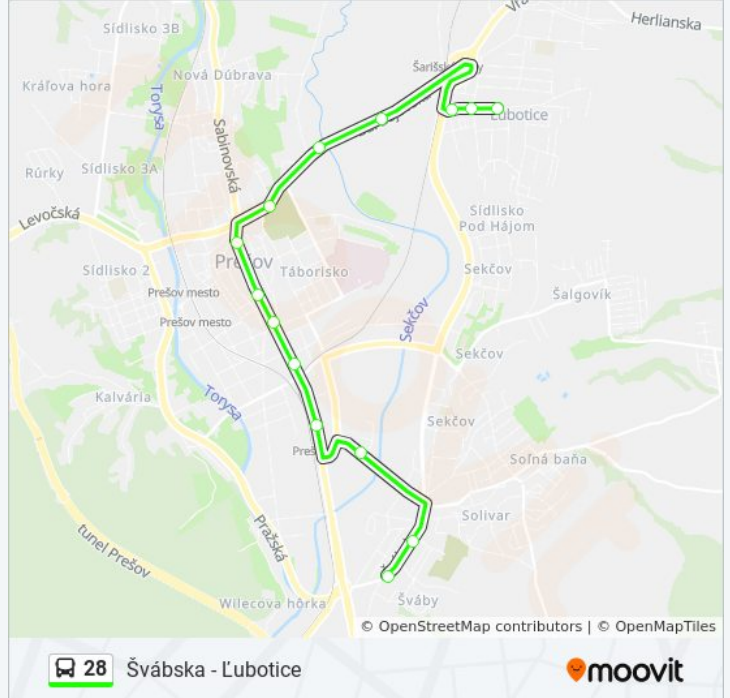 Sídlisko 3B
Herlianska
Nová Dúbrava
Kráľova hora
Torysa
Sabinovská
Ľubotice
Sídlisko 3A
Rúrky
Levočská
Sídlisko
Pod Hájom
Prešov
Táborisko
Sídlisko 2
Sekčov
Prešov mesto
Šalgovík
Prešov mesto
Sekčov
Sekčov
Kalvária
Torysa
Sekčov
Soľná baňa
Solivar
Pražská
tunel Prešov
Wilecova hôrka
Šváby
© OpenStreetMap contributors | © OpenMapTiles
28 Švábska - Ľubotice
moovit